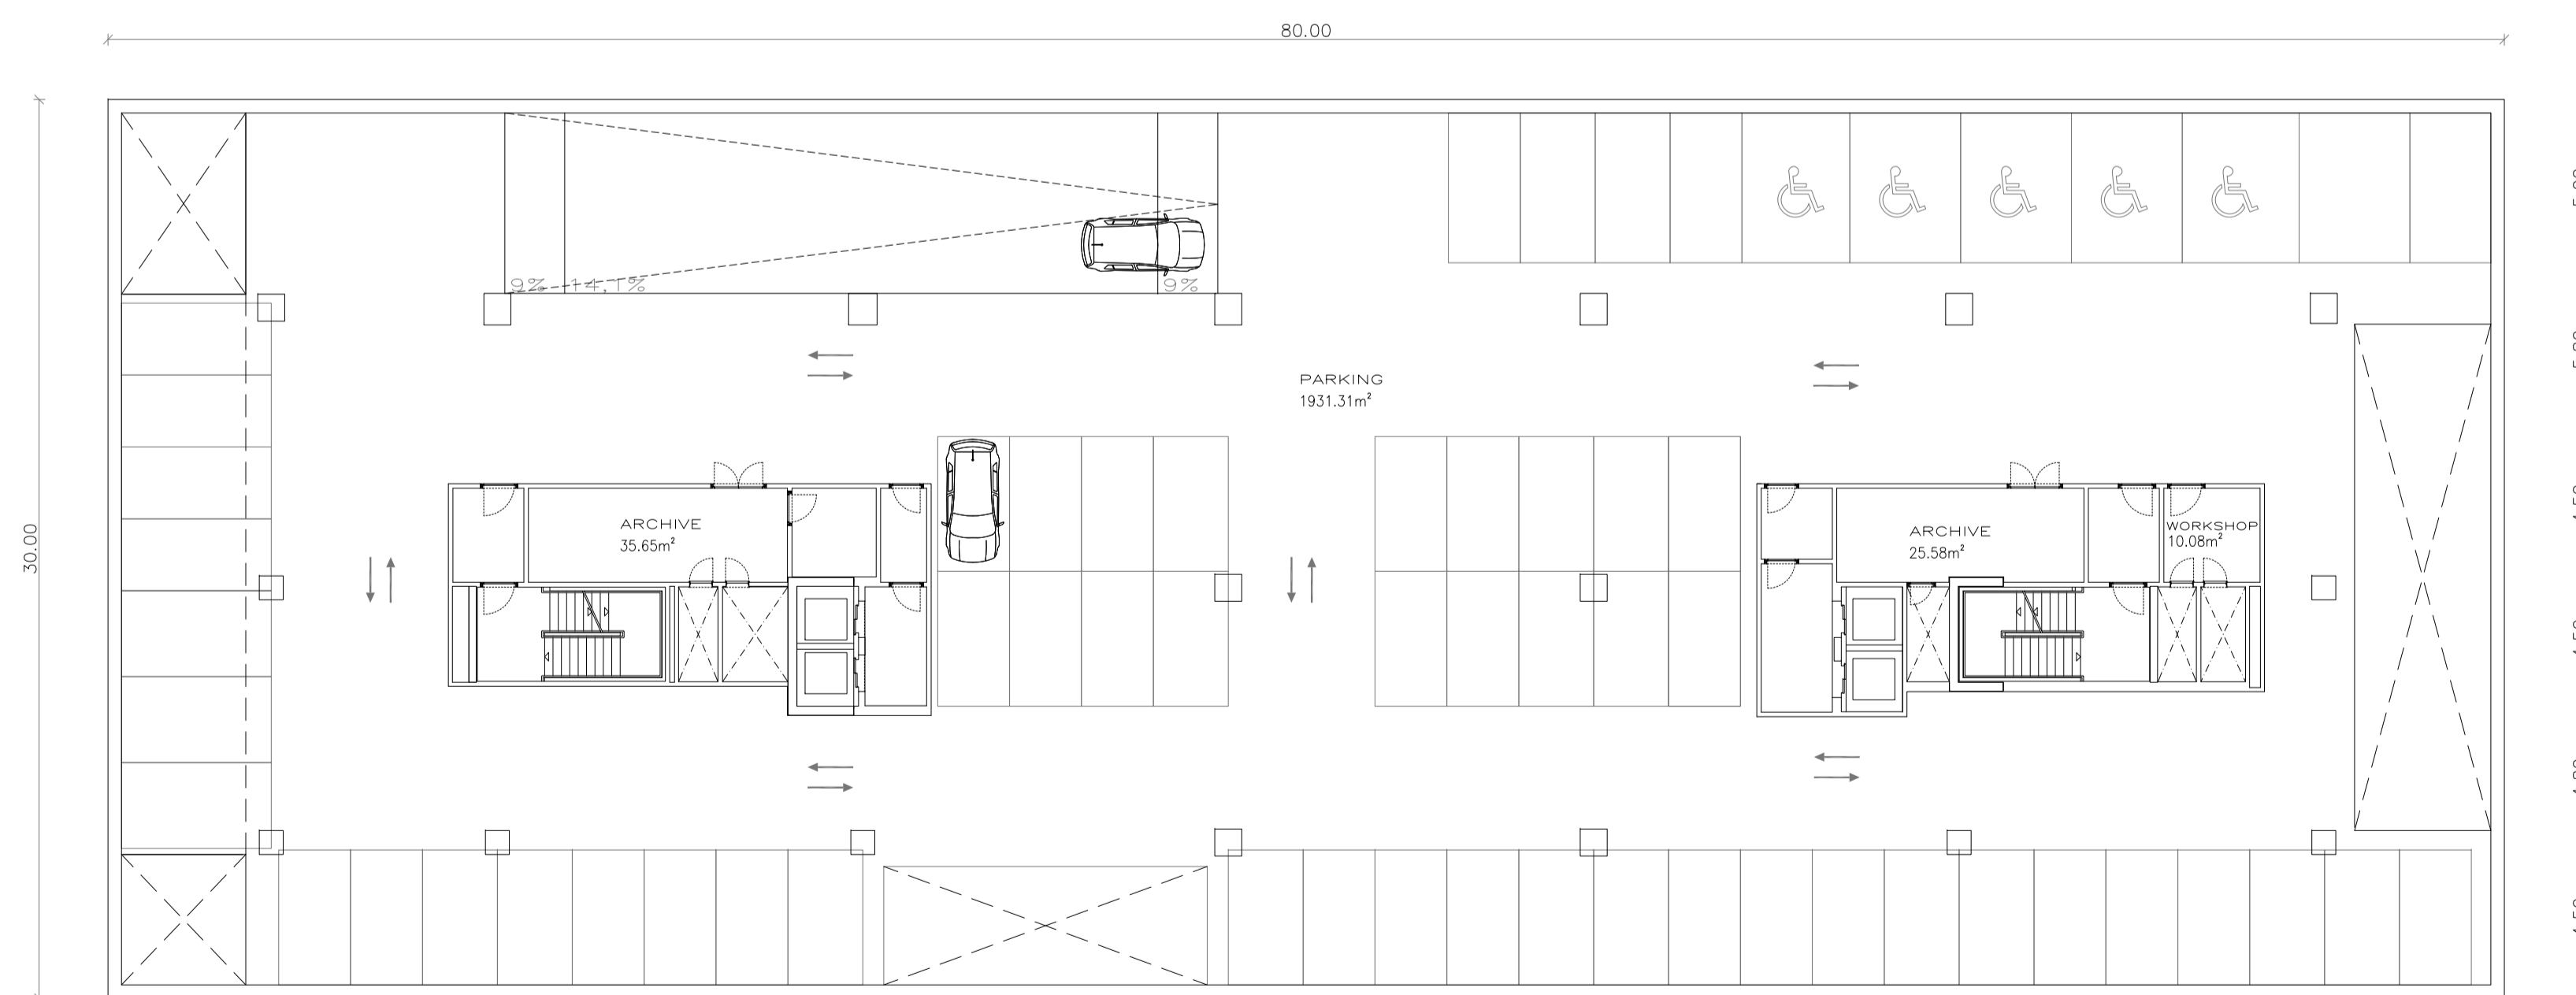 80.00
30.00
9% 14,1%
9%
PARKING
1931.31m²
ARCHIVE
35.65m²
ARCHIVE
25.58m²
WORKSHOP
10.08m²